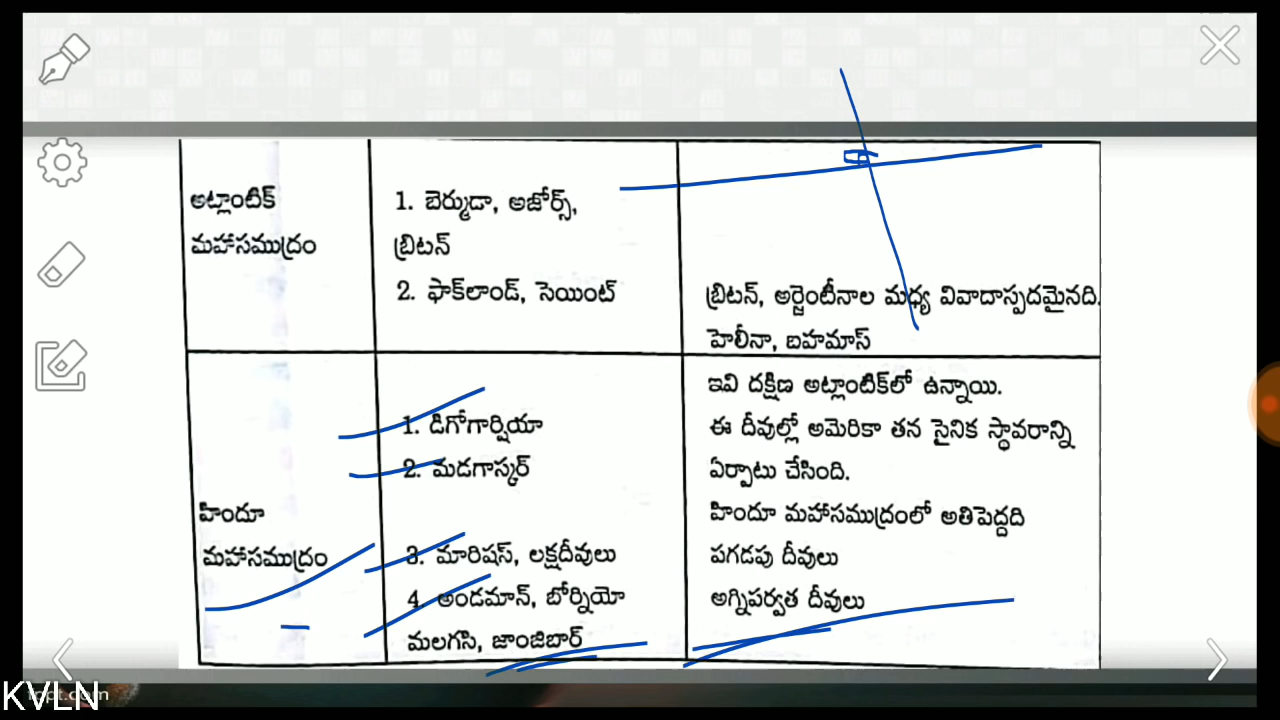 అట్లాంటిక్
మహాసముద్రం
1. బెర్ముడా, అజోర్స్,
బ్రిటన్
2. ఫాక్‌లాండ్, సెయింట్
బ్రిటన్, అర్జెంటీనాల మధ్య వివాదాస్పదమైనది.
హెలీనా, బహమాస్
హిందూ
మహాసముద్రం
1. డిగోగార్షియా
2. మడగాస్కర్
3. మారిషస్, లక్షదీవులు
4. అండమాన్, బోర్నియో
మలగసి, జాంజిబార్
ఇవి దక్షిణ అట్లాంటిక్‌లో ఉన్నాయి.
ఈ దీవుల్లో అమెరికా తన సైనిక స్థావరాన్ని
ఏర్పాటు చేసింది.
హిందూ మహాసముద్రంలో అతిపెద్దది
పగడపు దీవులు
అగ్నిపర్వత దీవులు
KVLN